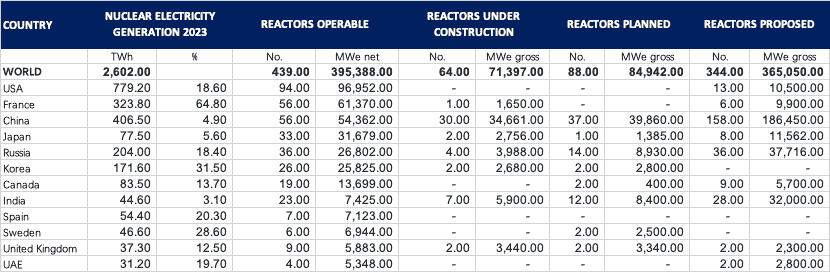 COUNTRY NUCLEAR ELECTRICITY GENERATION 2023 REACTORS OPERABLE REACTORS UNDER CONSTRUCTION REACTORS PLANNED REACTORS PROPOSED
TWh % No. MWe net No. MWe gross No. MWe gross No. MWe gross
WORLD 2,602.00 439.00 395,388.00 64.00 71,397.00 88.00 84,942.00 344.00 365,050.00
USA 779.20 18.60 94.00 96,952.00 - - - - 13.00 10,500.00
France 323.80 64.80 56.00 61,370.00 1.00 1,650.00 - - 6.00 9,900.00
China 406.50 4.90 56.00 54,362.00 30.00 34,661.00 37.00 39,860.00 158.00 186,450.00
Japan 77.50 5.60 33.00 31,679.00 2.00 2,756.00 1.00 1,385.00 8.00 11,562.00
Russia 204.00 18.40 36.00 26,802.00 4.00 3,988.00 14.00 8,930.00 36.00 37,716.00
Korea 171.60 31.50 26.00 25,825.00 2.00 2,680.00 2.00 2,800.00 - -
Canada 83.50 13.70 19.00 13,699.00 - - 2.00 400.00 9.00 5,700.00
India 44.60 3.10 23.00 7,425.00 7.00 5,900.00 12.00 8,400.00 28.00 32,000.00
Spain 54.40 20.30 7.00 7,123.00 - - - - - -
Sweden 46.60 28.60 6.00 6,944.00 - - 2.00 2,500.00 - -
United Kingdom 37.30 12.50 9.00 5,883.00 2.00 3,440.00 2.00 3,340.00 2.00 2,300.00
UAE 31.20 19.70 4.00 5,348.00 - - - - 2.00 2,800.00